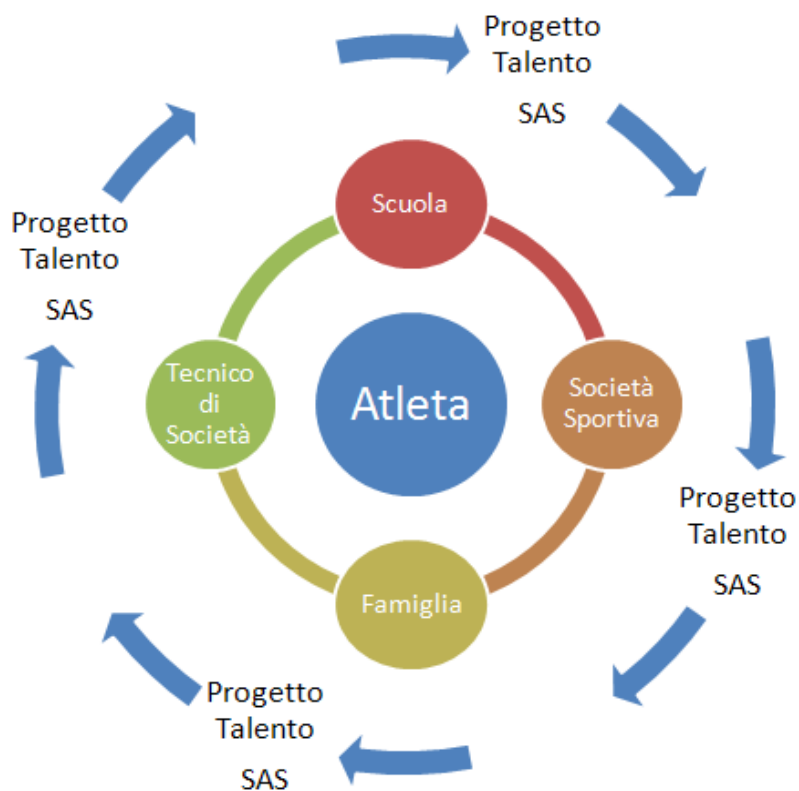 Progetto
Talento
SAS
Scuola
Progetto
Talento
SAS
Tecnico
di
Società
Atleta
Società
Sportiva
Progetto
Talento
SAS
Famiglia
Progetto
Talento
SAS